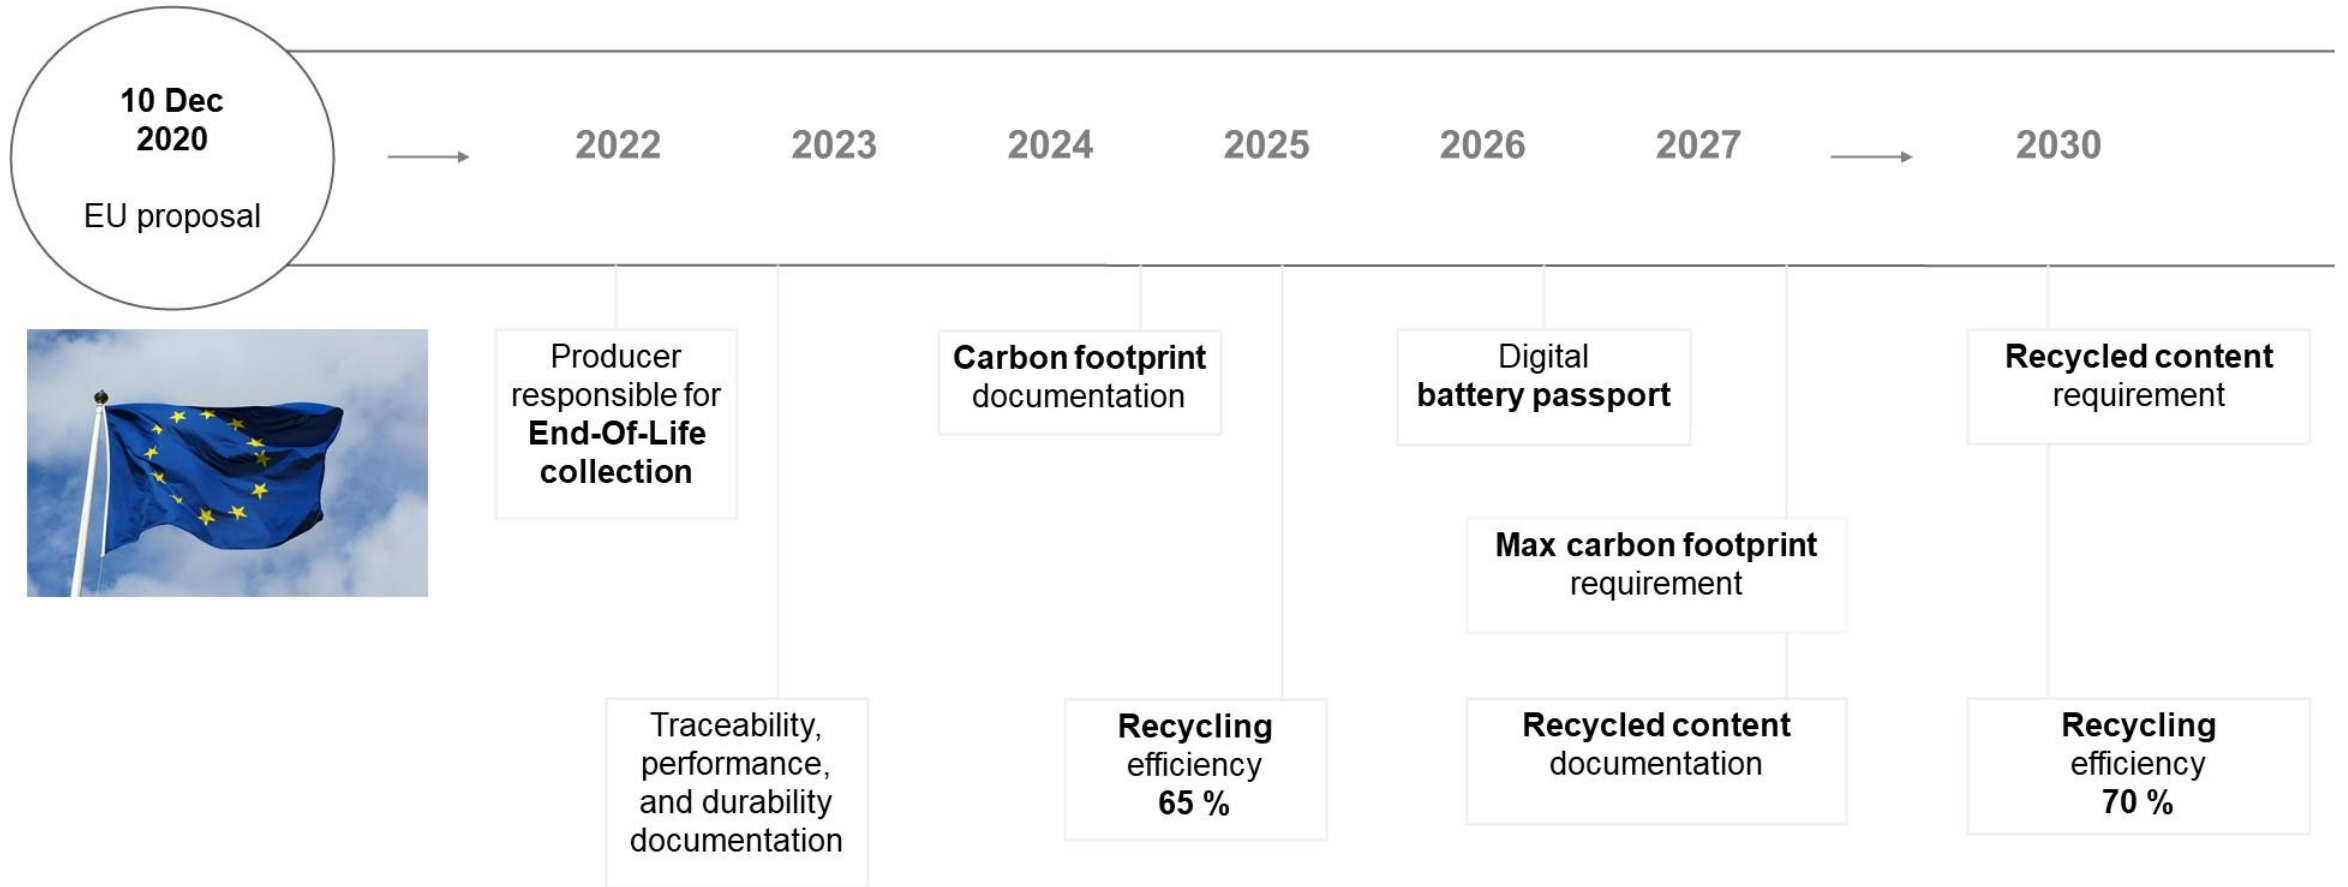 10 Dec
2020
EU proposal
2022
2023
2024
2025
2026
2027
2030
Producer
responsible for
End-Of-Life
collection
Carbon footprint
documentation
Digital
battery passport
Recycled content
requirement
Max carbon footprint
requirement
Traceability,
performance,
and durability
documentation
Recycling
efficiency
65 %
Recycled content
documentation
Recycling
efficiency
70 %